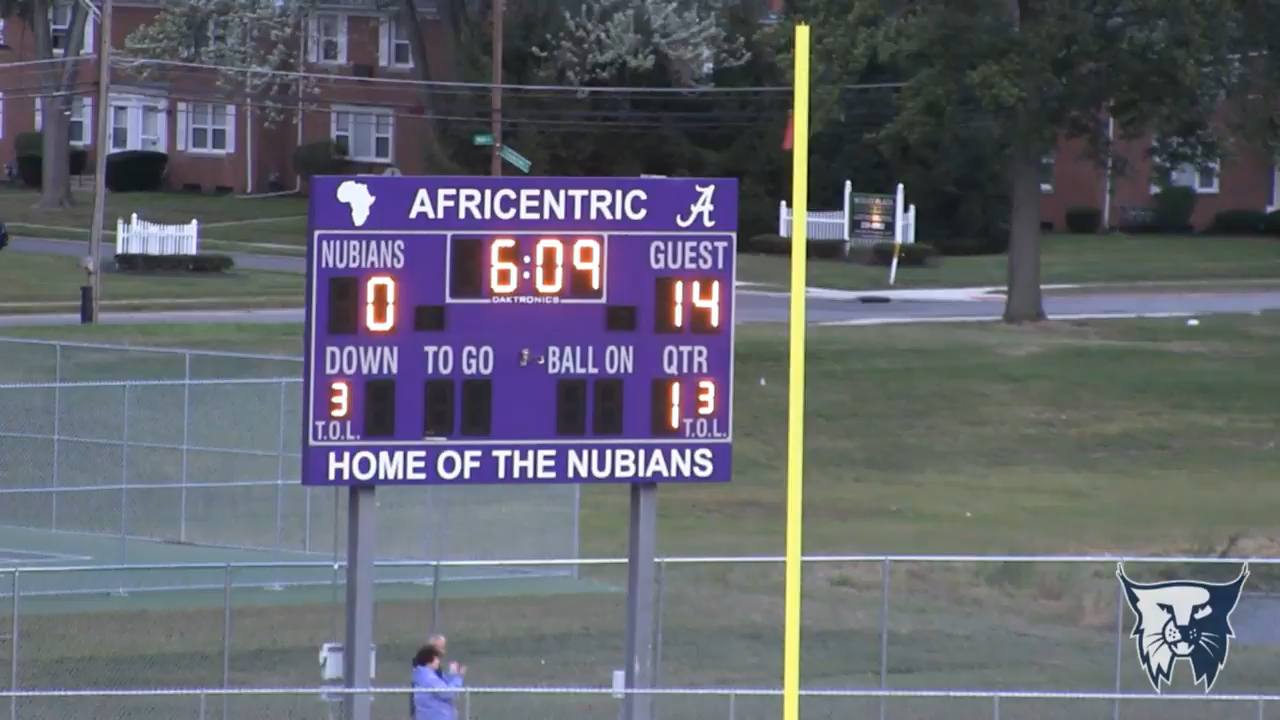 AFRICENTRIC A
NUBIANS 6:09 GUEST
DAKTRONICS
0 14
DOWN TO GO BALL ON QTR
3 1 3
T.O.L. T.O.L.
HOME OF THE NUBIANS